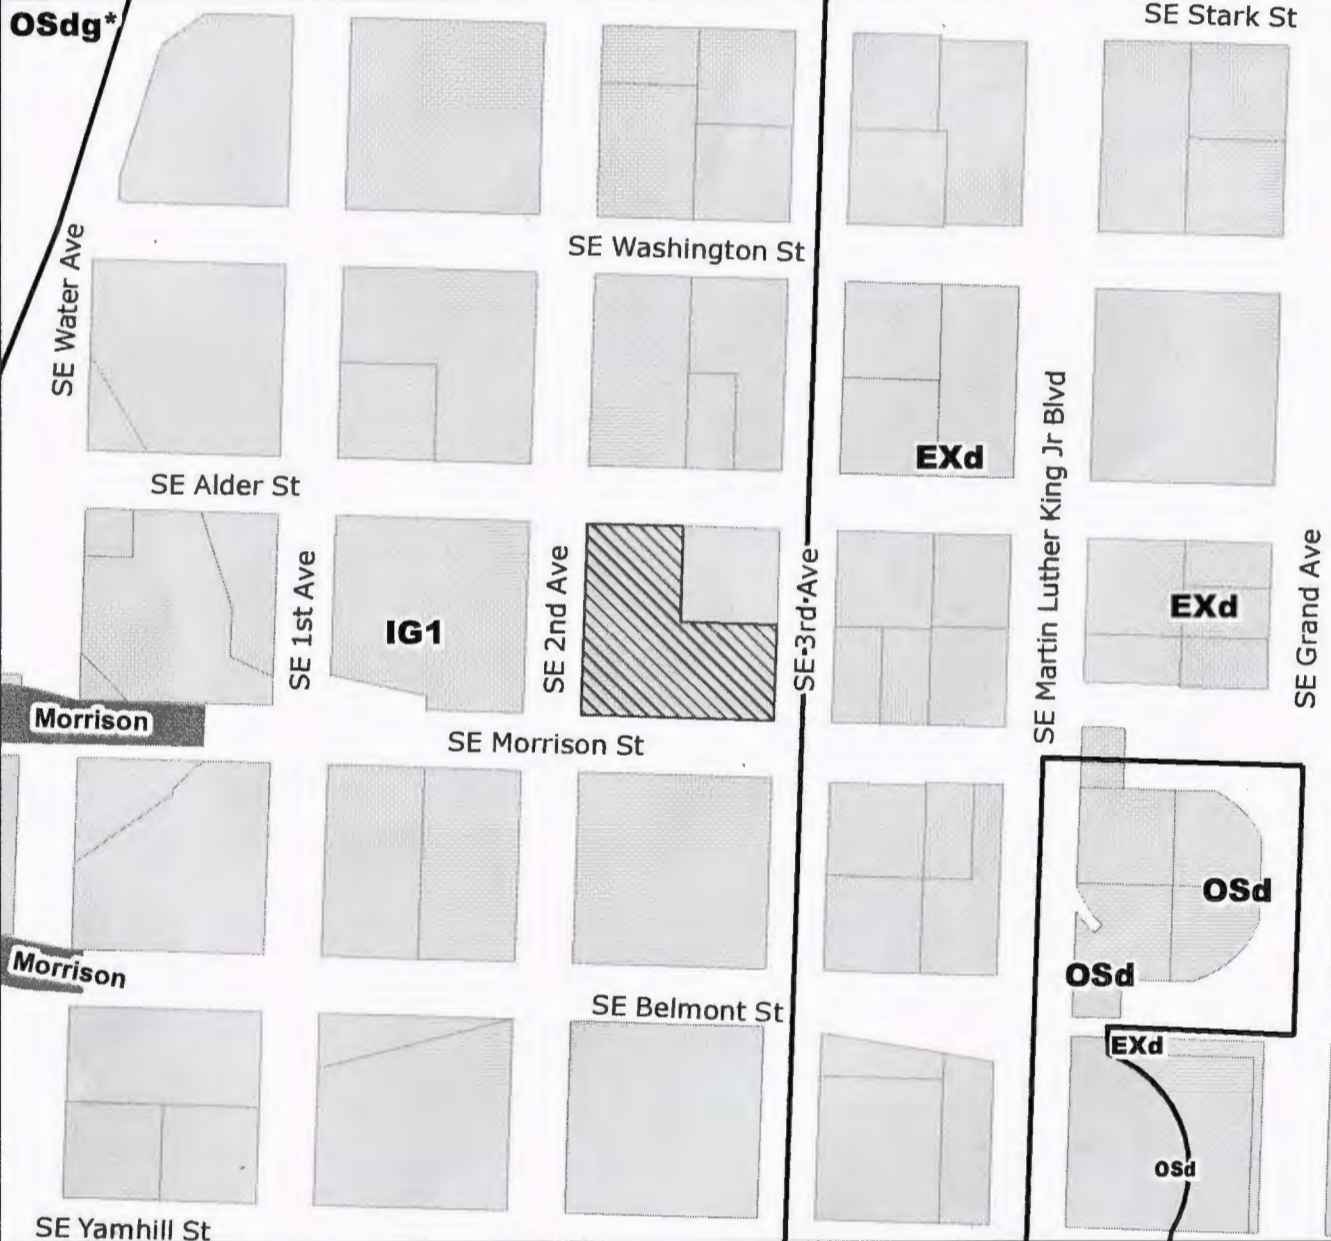 OSdg*
SE Stark St
SE Washington St
SE Water Ave
EXd
SE Martin Luther King Jr Blvd
SE Alder St
SE 1st Ave
IG1
SE 2nd Ave
SE 3rd Ave
EXd
SE Grand Ave
Morrison
SE Morrison St
OSd
Morrison
OSd
SE Belmont St
EXd
OSd
SE Yamhill St